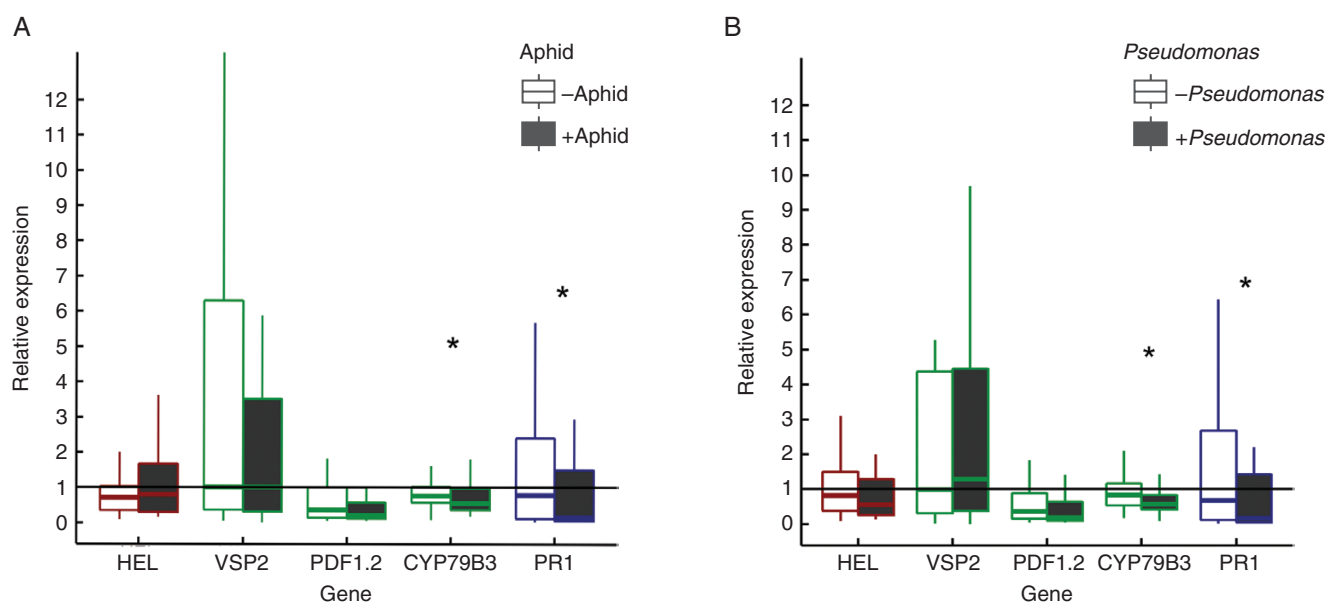 A
Aphid
–Aphid
+Aphid
Relative expression
12
11
10
9
8
7
6
5
4
3
2
1
0
*
*
HEL VSP2 PDF1.2 CYP79B3 PR1
Gene
B
Pseudomonas
–Pseudomonas
+Pseudomonas
Relative expression
12
11
10
9
8
7
6
5
4
3
2
1
0
*
*
HEL VSP2 PDF1.2 CYP79B3 PR1
Gene